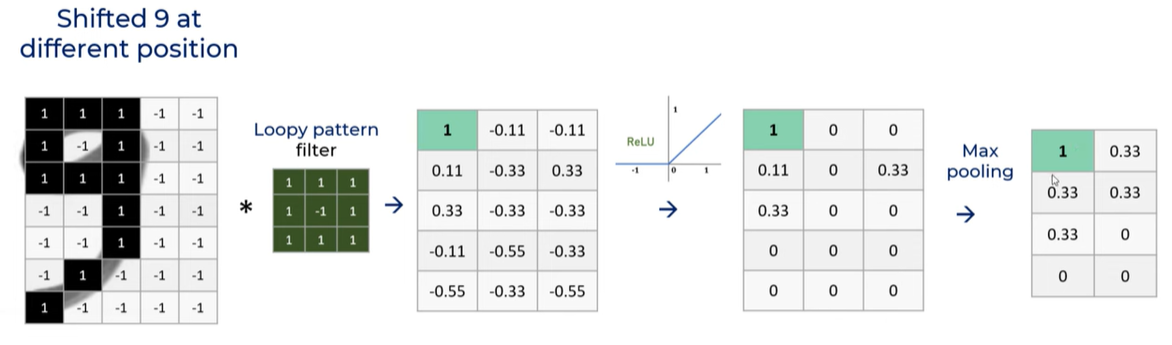 Shifted 9 at
different position
1 1 1 -1 -1
1 -1 1 -1 -1
1 1 1 -1 -1
-1 -1 1 -1 -1
-1 -1 1 -1 -1
-1 1 -1 -1 -1
1 -1 -1 -1 -1
*
Loopy pattern
filter
1 1 1
1 -1 1
1 1 1
→
1 -0.11 -0.11
0.11 -0.33 0.33
0.33 -0.33 -0.33
-0.11 -0.55 -0.33
-0.55 -0.33 -0.55
1
ReLU
-1 0 1
→
1 0 0
0.11 0 0.33
0.33 0 0
0 0 0
0 0 0
Max
pooling
→
1 0.33
0.33 0.33
0.33 0
0 0